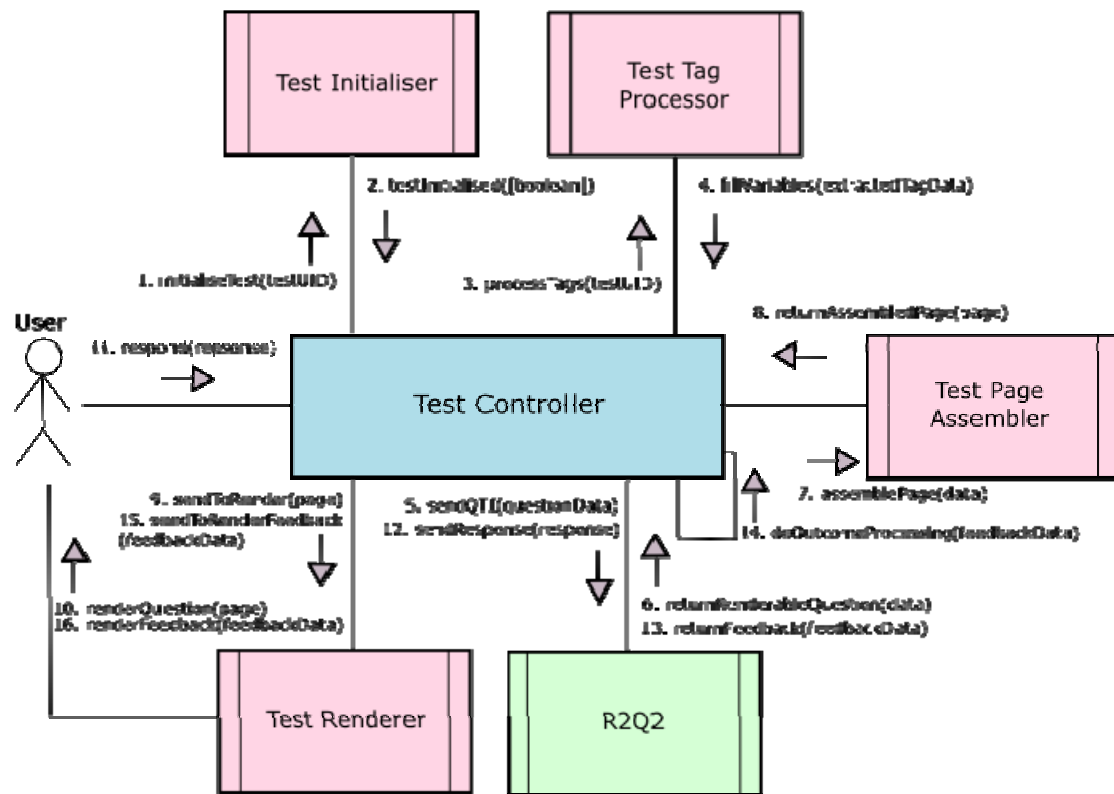 Test Initialiser
Test Tag
Processor
2. testInitialised([boolean])
4. fillVariables(extractedTagData)
1. initialiseTest(testUID)
3. processTags(testUID)
8. returnAssembledPage(page)
User
11. respond(repsonse)
Test Controller
Test Page
Assembler
9. sendToRender(page)
15. sendToRenderFeedback
(feedbackData)
5. sendQTI(questionData)
12. sendResponse(response)
7. assemblePage(data)
14. doOutcomeProcessing(feedbackData)
10. renderQuestion(page)
16. renderFeedback(feedbackData)
6. returnRenderableQuestion(data)
13. returnFeedback(feedbackData)
Test Renderer
R2Q2